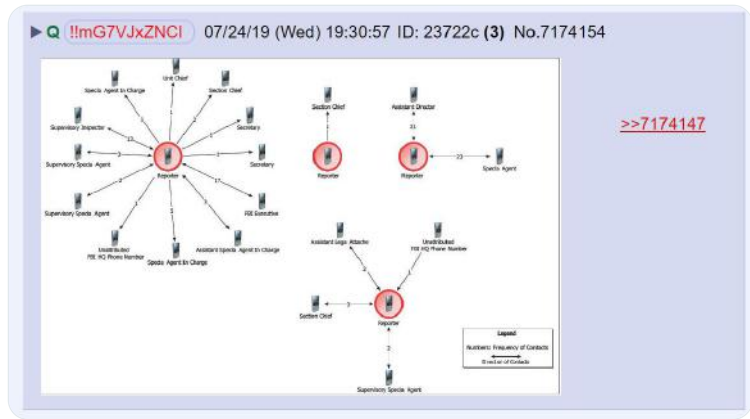 ▶ Q !!mG7VJxZNCI 07/24/19 (Wed) 19:30:57 ID: 23722c (3) No.7174154
>>7174147
Unit Chief
Special Agent In Charge
Section Chief
Supervisory Inspector
Secretary
Supervisory Special Agent
Secretary
Reporter
Supervisory Special Agent
FBI Executive
Unattributed
FBI HQ Phone Number
Special Agent In Charge
Assistant Special Agent In Charge
Section Chief
Reporter
Assistant Director
21
22
Reporter
Special Agent
Assistant Lega Attache
Unattributed
FBI HQ Phone Number
Section Chief
Reporter
Supervisory Special Agent
Legend
Numbers: Frequency of Contacts
Direction of Contacts